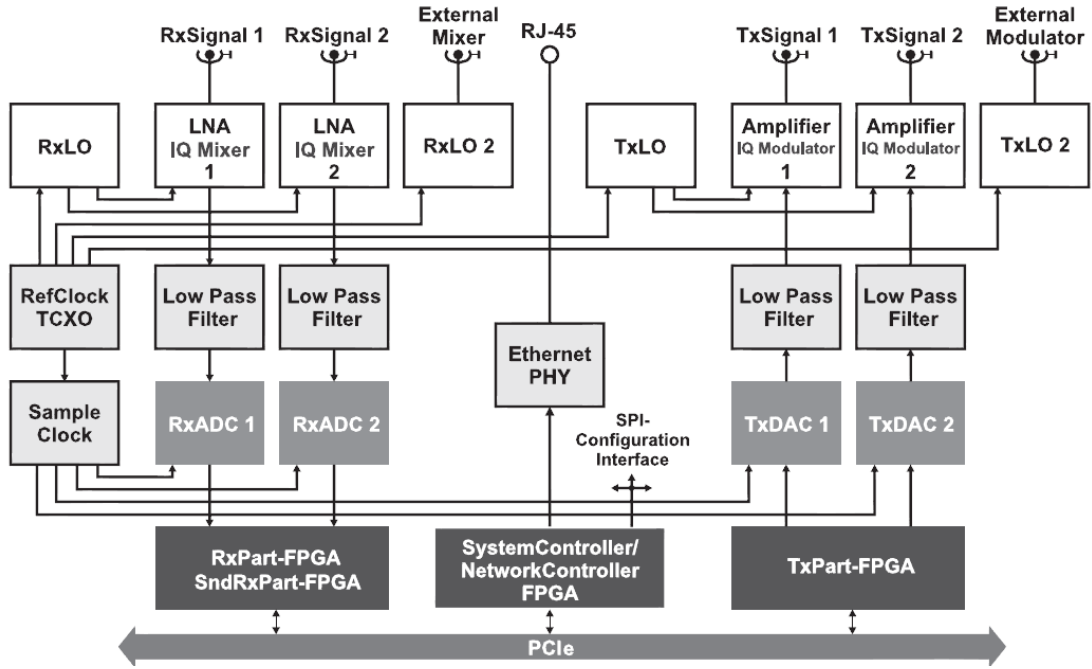 RxSignal 1
RxSignal 2
External
Mixer
RJ-45
TxSignal 1
TxSignal 2
External
Modulator
RxLO
LNA
IQ Mixer
1
LNA
IQ Mixer
2
RxLO 2
TxLO
Amplifier
IQ Modulator
1
Amplifier
IQ Modulator
2
TxLO 2
RefClock
TCXO
Low Pass
Filter
Low Pass
Filter
Ethernet
PHY
Low Pass
Filter
Low Pass
Filter
Sample
Clock
RxADC 1
RxADC 2
SPI-
Configuration
Interface
TxDAC 1
TxDAC 2
RxPart-FPGA
SndRxPart-FPGA
SystemController/
NetworkController
FPGA
TxPart-FPGA
PCIe